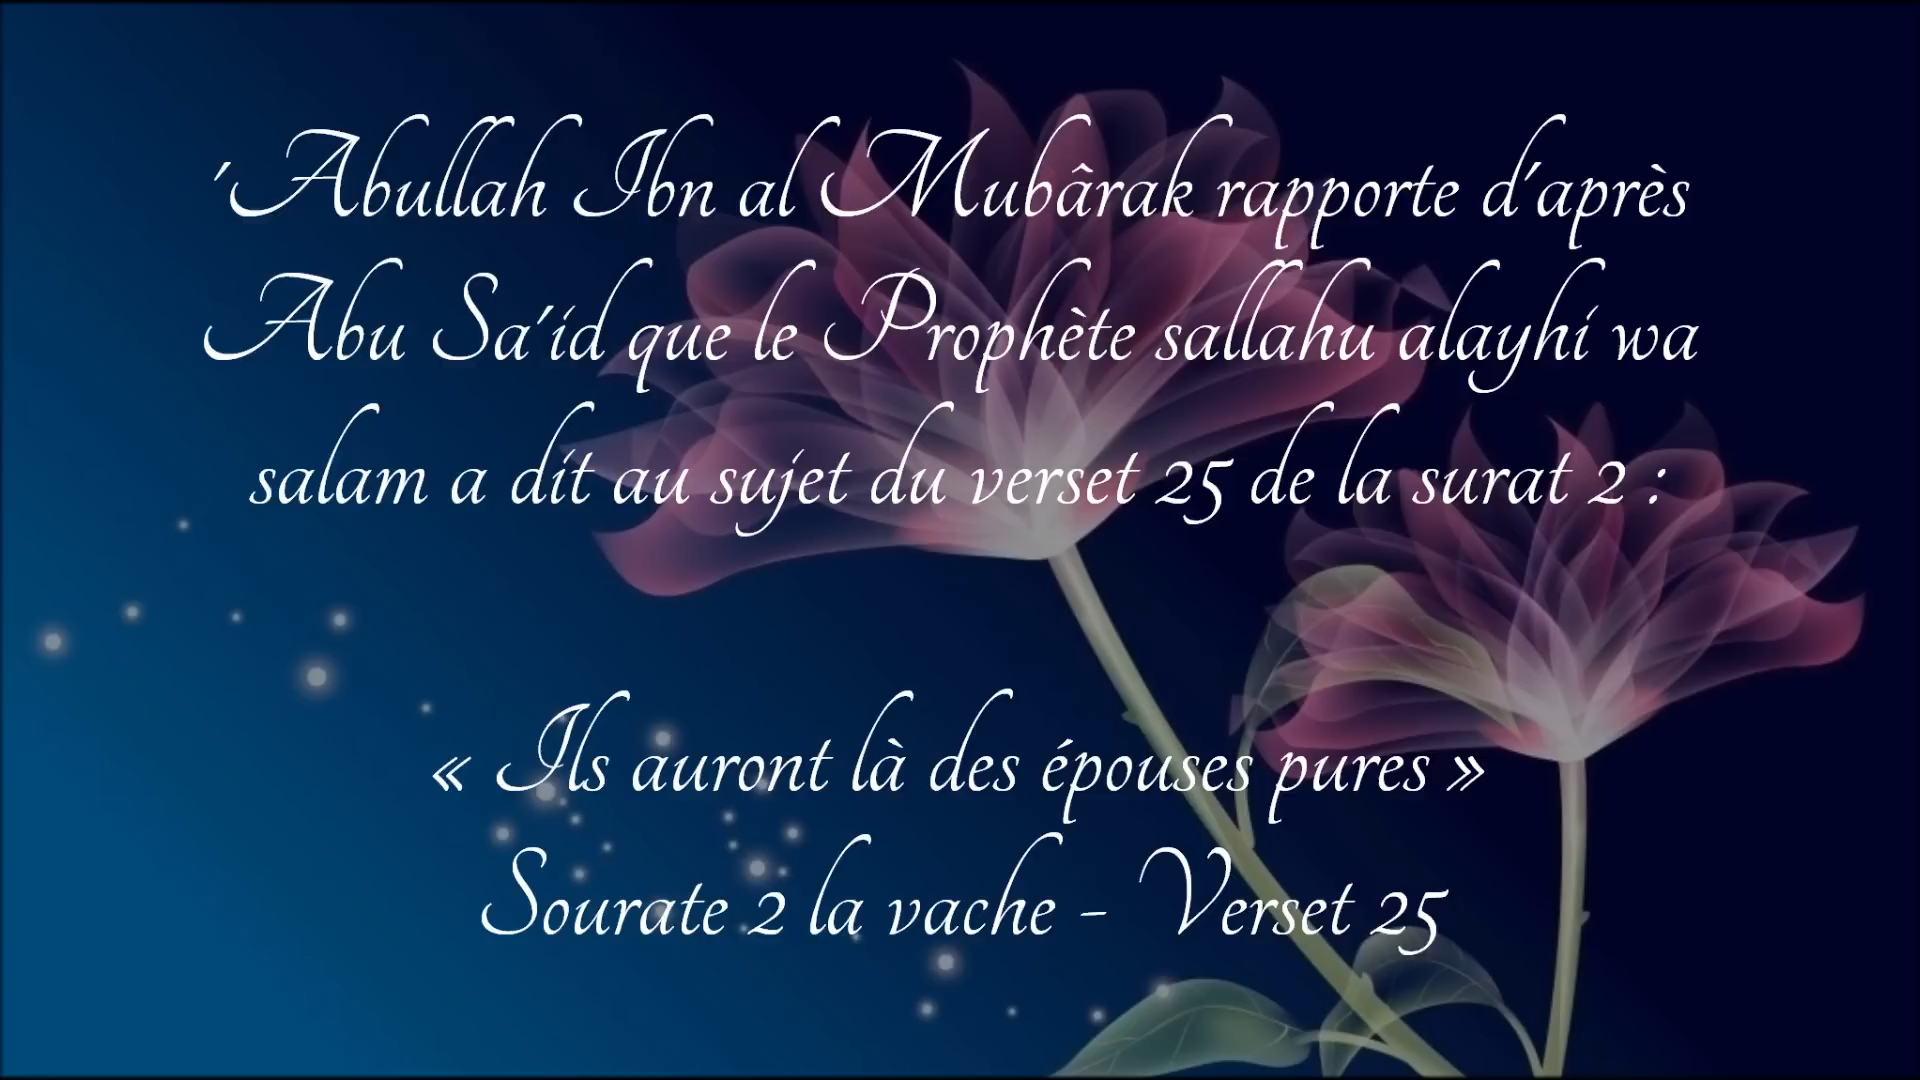 'Abullah Ibn al Mubârak rapporte d'après
Abu Sa'id que le Prophète sallahu alayhi wa
salam a dit au sujet du verset 25 de la surat 2 :
« Ils auront là des épouses pures »
Sourate 2 la vache - Verset 25